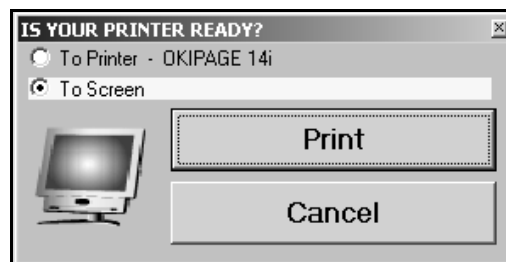 IS YOUR PRINTER READY?
To Printer - OKIPAGE 14i
To Screen
Print
Cancel